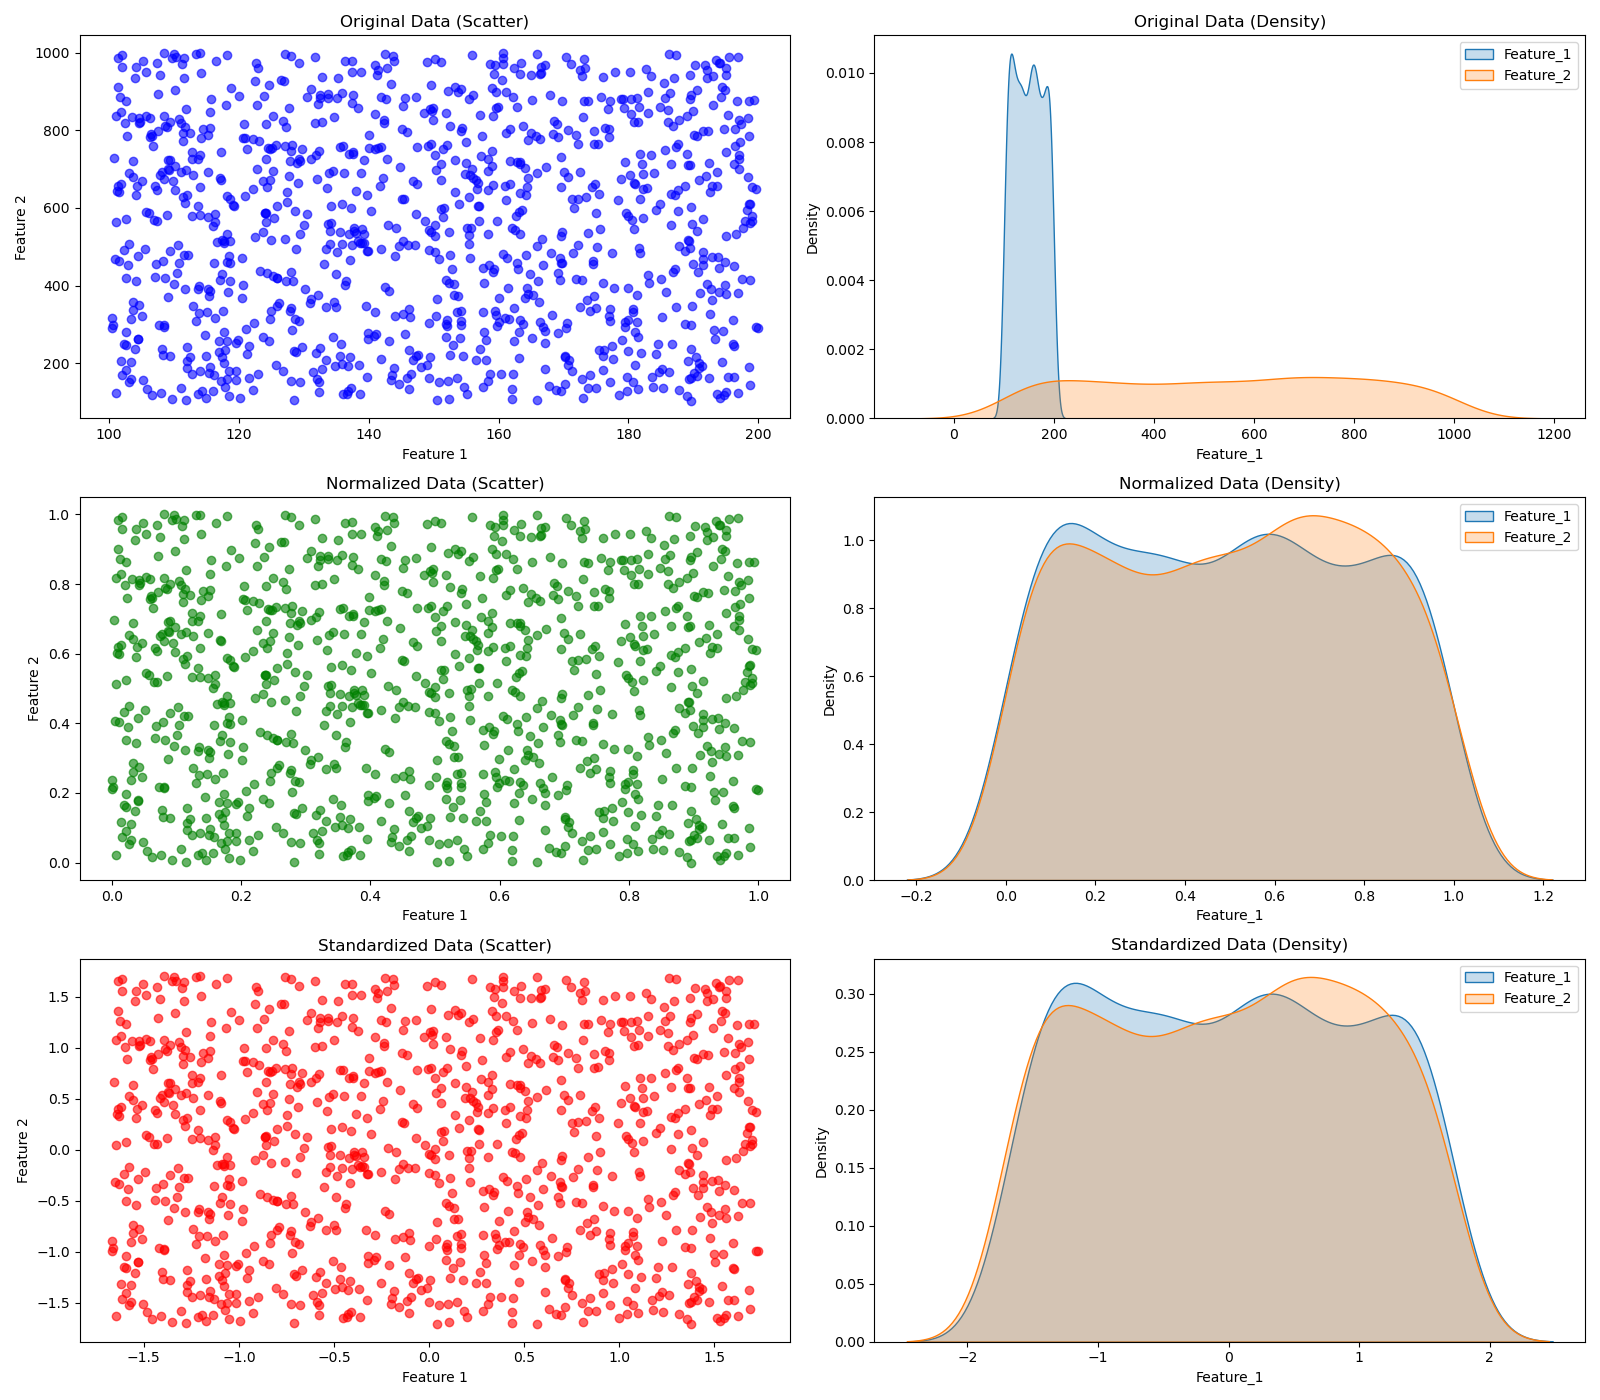 Original Data (Scatter)
Feature 2
1000
800
600
400
200
100 120 140 160 180 200
Feature 1
Original Data (Density)
Density
0.010
0.008
0.006
0.004
0.002
0.000
Feature_1
Feature_2
0 200 400 600 800 1000 1200
Feature_1
Normalized Data (Scatter)
Feature 2
1.0
0.8
0.6
0.4
0.2
0.0
0.0 0.2 0.4 0.6 0.8 1.0
Feature 1
Normalized Data (Density)
Density
1.0
0.8
0.6
0.4
0.2
0.0
Feature_1
Feature_2
−0.2 0.0 0.2 0.4 0.6 0.8 1.0 1.2
Feature_1
Standardized Data (Scatter)
Feature 2
1.5
1.0
0.5
0.0
−0.5
−1.0
−1.5
−1.5 −1.0 −0.5 0.0 0.5 1.0 1.5
Feature 1
Standardized Data (Density)
Density
0.30
0.25
0.20
0.15
0.10
0.05
0.00
Feature_1
Feature_2
−2 −1 0 1 2
Feature_1